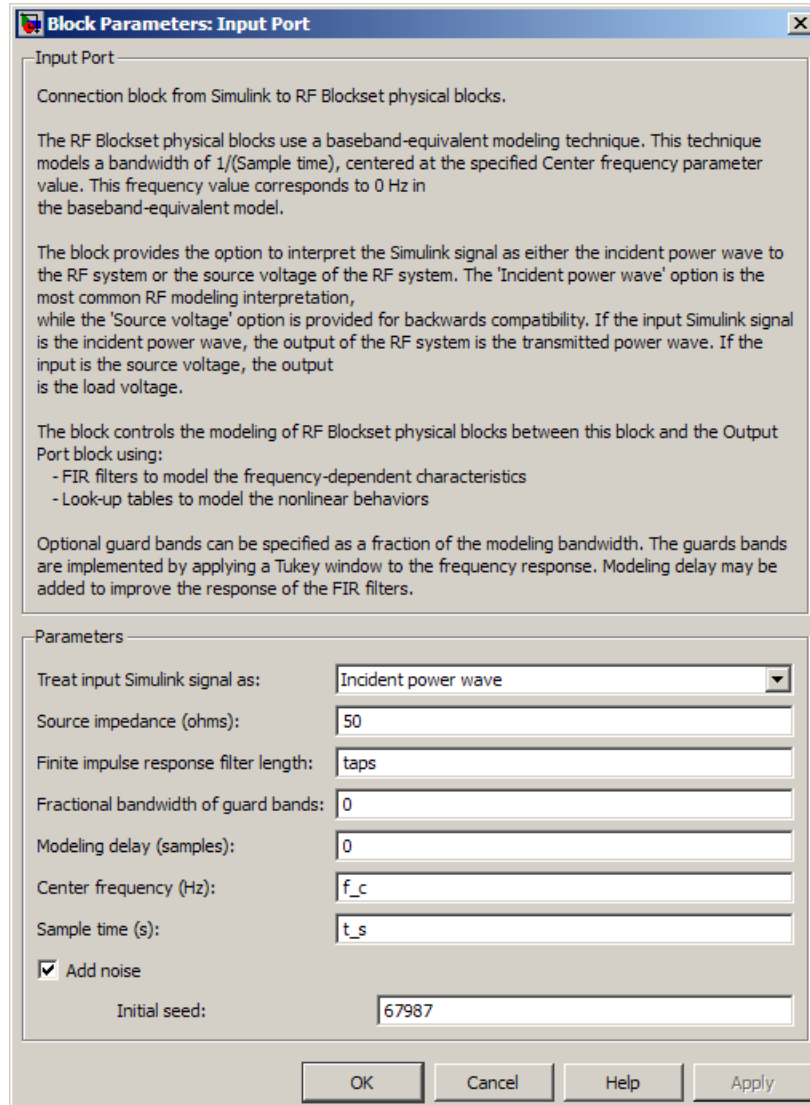 Block Parameters: Input Port
Input Port
Connection block from Simulink to RF Blockset physical blocks.
The RF Blockset physical blocks use a baseband-equivalent modeling technique. This technique
models a bandwidth of 1/(Sample time), centered at the specified Center frequency parameter
value. This frequency value corresponds to 0 Hz in
the baseband-equivalent model.
The block provides the option to interpret the Simulink signal as either the incident power wave to
the RF system or the source voltage of the RF system. The 'Incident power wave' option is the
most common RF modeling interpretation,
while the 'Source voltage' option is provided for backwards compatibility. If the input Simulink signal
is the incident power wave, the output of the RF system is the transmitted power wave. If the
input is the source voltage, the output
is the load voltage.
The block controls the modeling of RF Blockset physical blocks between this block and the Output
Port block using:
- FIR filters to model the frequency-dependent characteristics
- Look-up tables to model the nonlinear behaviors
Optional guard bands can be specified as a fraction of the modeling bandwidth. The guards bands
are implemented by applying a Tukey window to the frequency response. Modeling delay may be
added to improve the response of the FIR filters.
Parameters
Treat input Simulink signal as: Incident power wave
Source impedance (ohms): 50
Finite impulse response filter length: taps
Fractional bandwidth of guard bands: 0
Modeling delay (samples): 0
Center frequency (Hz): f_c
Sample time (s): t_s
Add noise
Initial seed: 67987
OK Cancel Help Apply